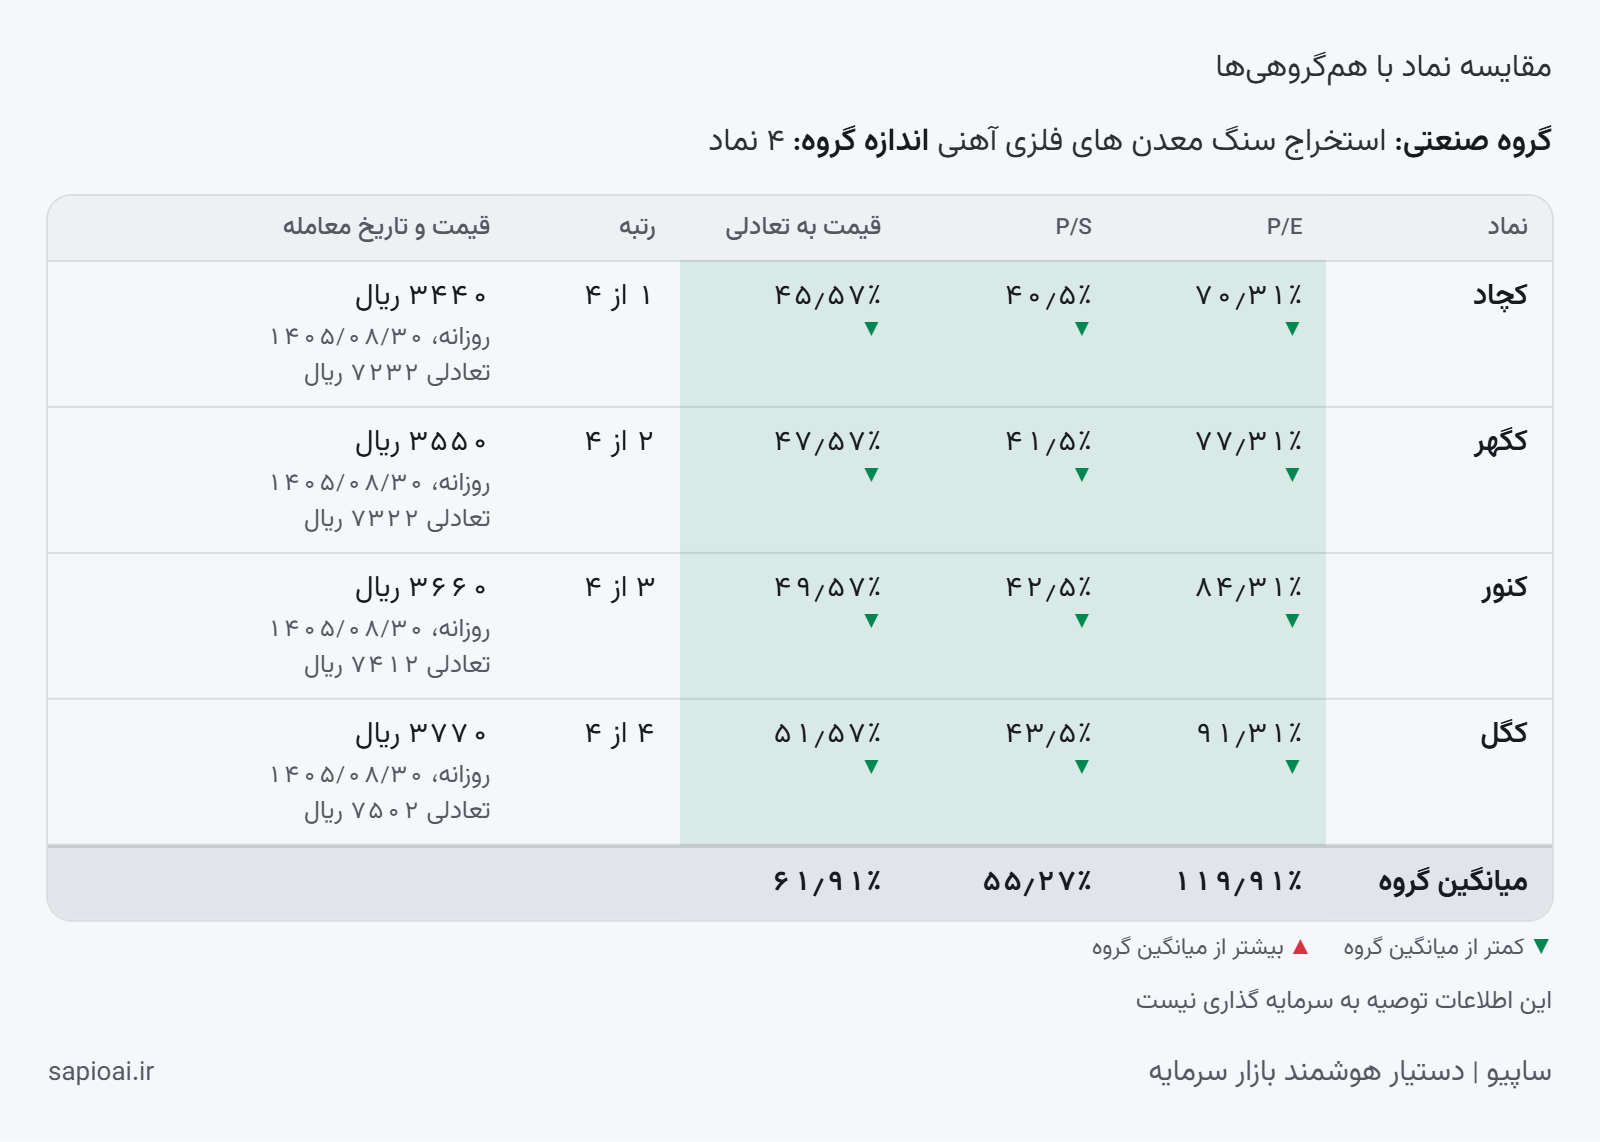 مقایسه نماد با هم‌گروهی‌ها
گروه صنعتی: استخراج سنگ معدن های فلزی آهنی اندازه گروه: ۴ نماد
نماد P/E P/S قیمت به تعادلی رتبه قیمت و تاریخ معامله
کچاد ۷۰٫۳۱٪ ۴۰٫۵٪ ۴۵٫۵۷٪ ۱ از ۴ ۳۴۴۰ ریال
▼ ▼ ▼ روزانه، ۱۴۰۵/۰۸/۳۰
تعادلی ۷۲۳۲ ریال
کگهر ۷۷٫۳۱٪ ۴۱٫۵٪ ۴۷٫۵۷٪ ۲ از ۴ ۳۵۵۰ ریال
▼ ▼ ▼ روزانه، ۱۴۰۵/۰۸/۳۰
تعادلی ۷۳۲۲ ریال
کنور ۸۴٫۳۱٪ ۴۲٫۵٪ ۴۹٫۵۷٪ ۳ از ۴ ۳۶۶۰ ریال
▼ ▼ ▼ روزانه، ۱۴۰۵/۰۸/۳۰
تعادلی ۷۴۱۲ ریال
کگل ۹۱٫۳۱٪ ۴۳٫۵٪ ۵۱٫۵۷٪ ۴ از ۴ ۳۷۷۰ ریال
▼ ▼ ▼ روزانه، ۱۴۰۵/۰۸/۳۰
تعادلی ۷۵۰۲ ریال
میانگین گروه ۱۱۹٫۹۱٪ ۵۵٫۲۷٪ ۶۱٫۹۱٪
▼ کمتر از میانگین گروه ▲ بیشتر از میانگین گروه
این اطلاعات توصیه به سرمایه گذاری نیست
ساپیو | دستیار هوشمند بازار سرمایه sapioai.ir